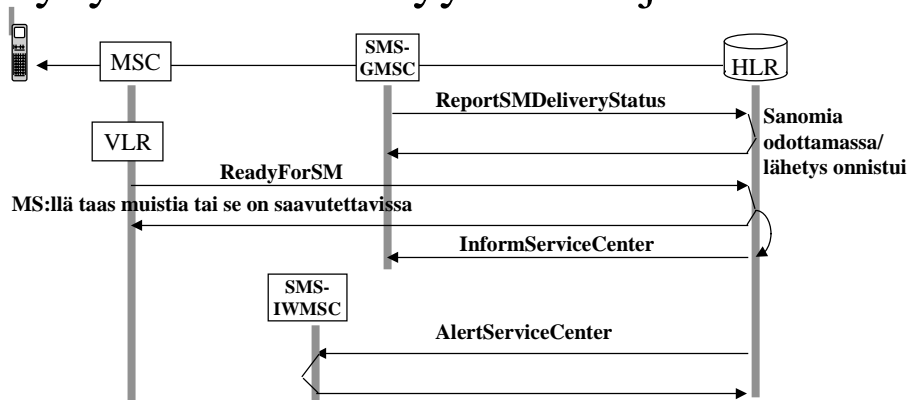 MSC
SMS-
GMSC
HLR
ReportSMDeliveryStatus
Sanomia
odottamassa/
lähetys onnistui
VLR
ReadyForSM
MS:llä taas muistia tai se on saavutettavissa
InformServiceCenter
SMS-
IWMSC
AlertServiceCenter